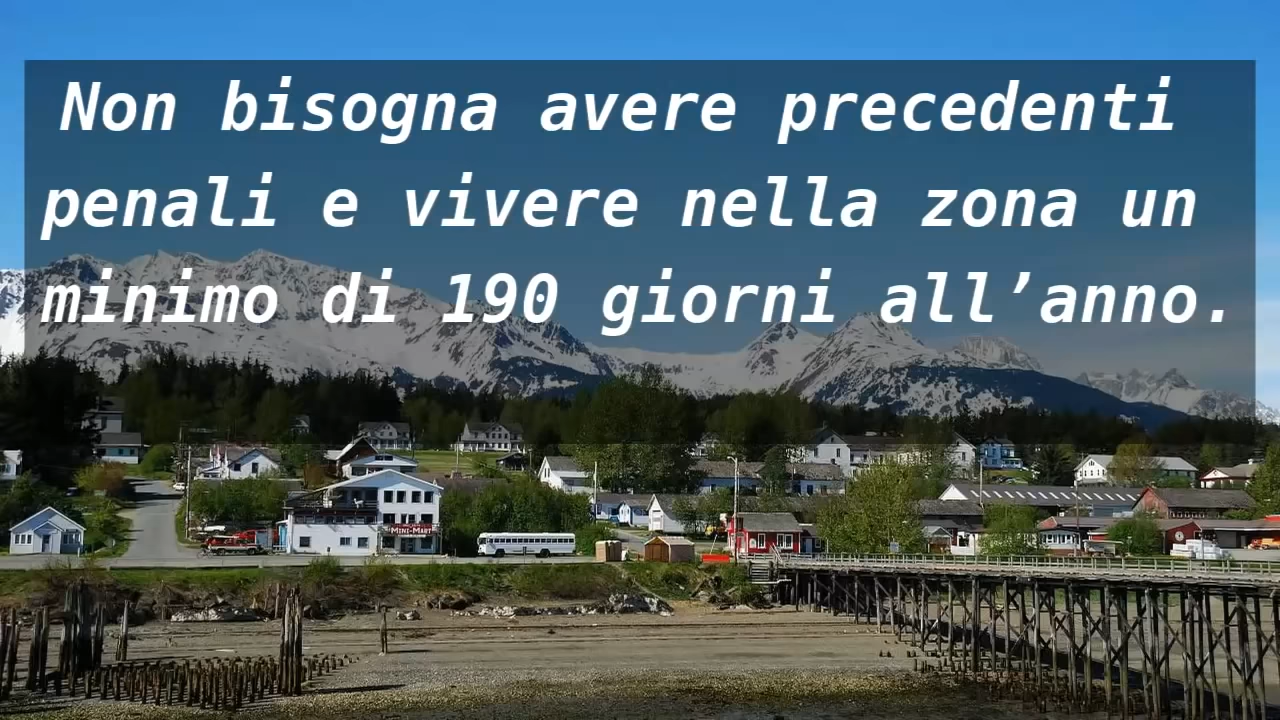 Non bisogna avere precedenti
penali e vivere nella zona un
minimo di 190 giorni all’anno.
MINI-MART